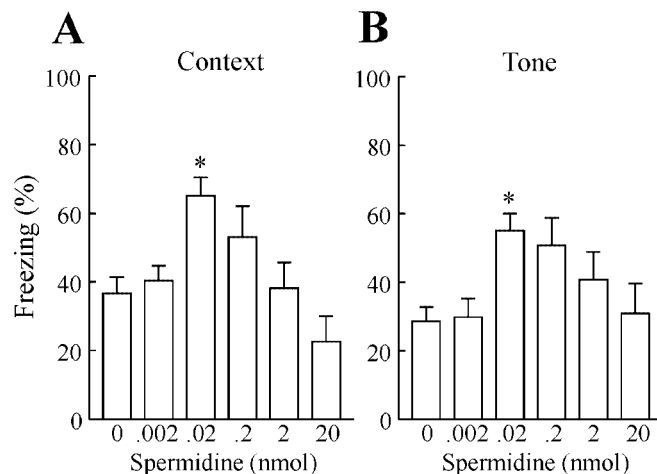 A
B
Context
Tone
Freezing (%)
100
80
60
40
20
0
*
0 .002 .02 .2 2 20
Spermidine (nmol)
100
80
60
40
20
0
*
0 .002 .02 .2 2 20
Spermidine (nmol)